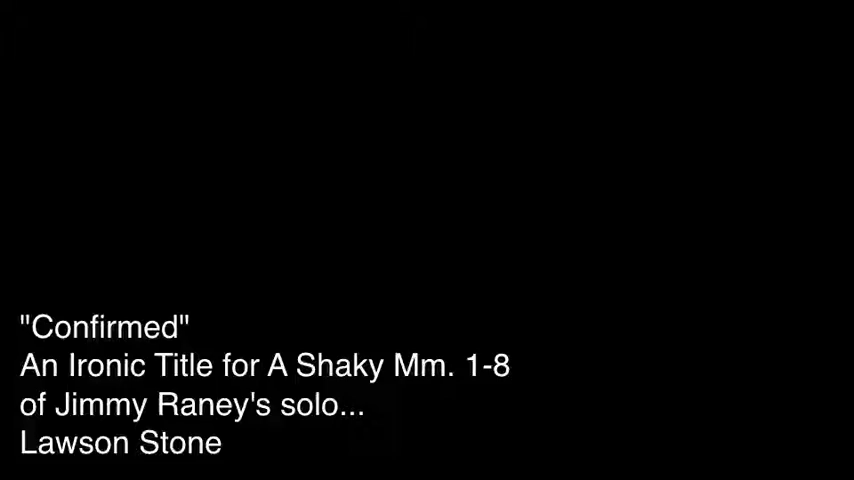 "Confirmed"
An Ironic Title for A Shaky Mm. 1-8
of Jimmy Raney's solo...
Lawson Stone